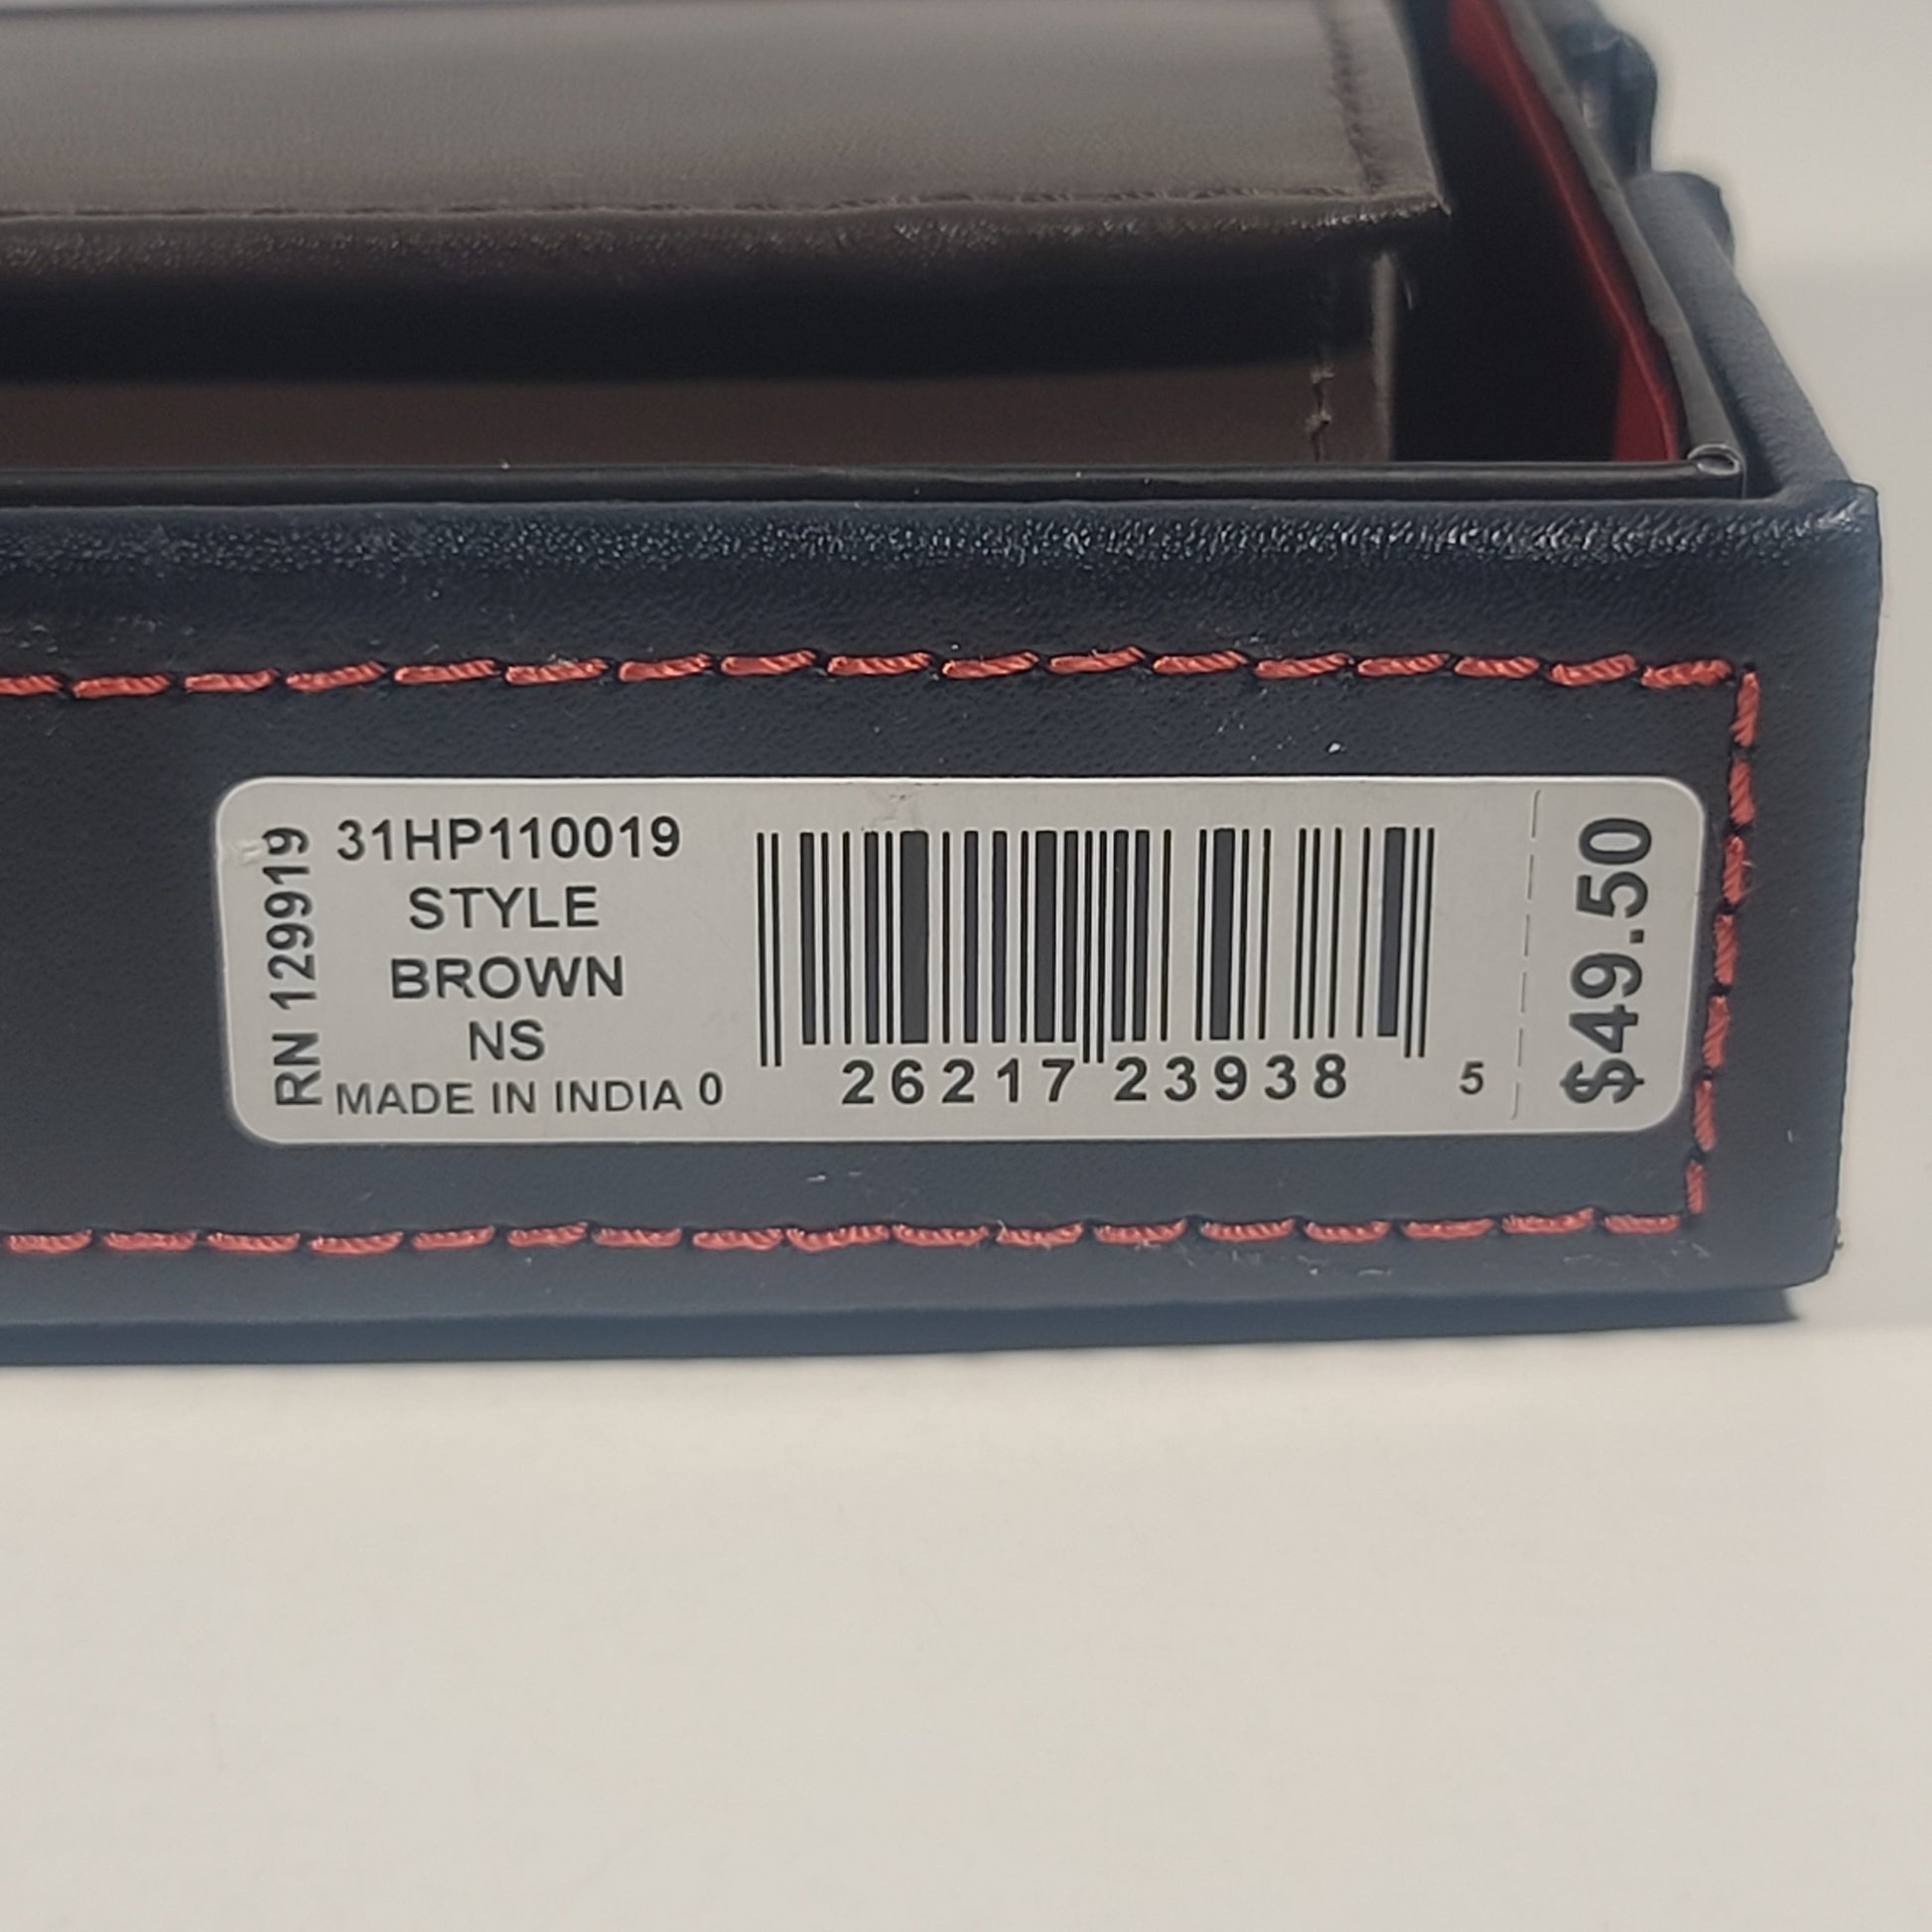 RN 129919
31HP110019
STYLE
BROWN
NS
MADE IN INDIA
0 26217 23938 5
$49.50